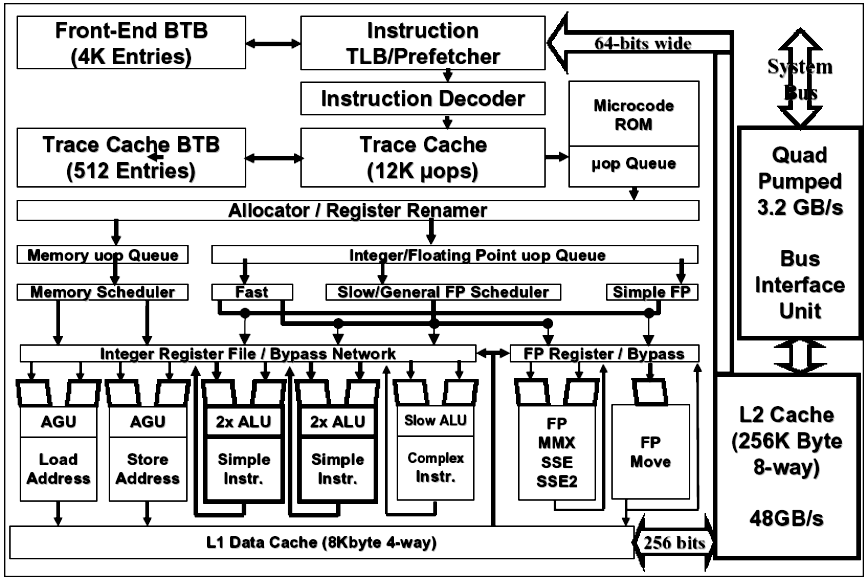 Front-End BTB
(4K Entries)
Instruction
TLB/Prefetcher
64-bits wide
System
Bus
Instruction Decoder
Microcode
ROM
Trace Cache BTB
(512 Entries)
Trace Cache
(12K μops)
μop Queue
Quad
Pumped
3.2 GB/s
Bus
Interface
Unit
Allocator / Register Renamer
Memory uop Queue
Integer/Floating Point uop Queue
Memory Scheduler
Fast
Slow/General FP Scheduler
Simple FP
Integer Register File / Bypass Network
FP Register / Bypass
AGU
Load
Address
AGU
Store
Address
2x ALU
Simple
Instr.
2x ALU
Simple
Instr.
Slow ALU
Complex
Instr.
FP
MMX
SSE
SSE2
FP
Move
L2 Cache
(256K Byte
8-way)
48GB/s
L1 Data Cache (8Kbyte 4-way)
256 bits